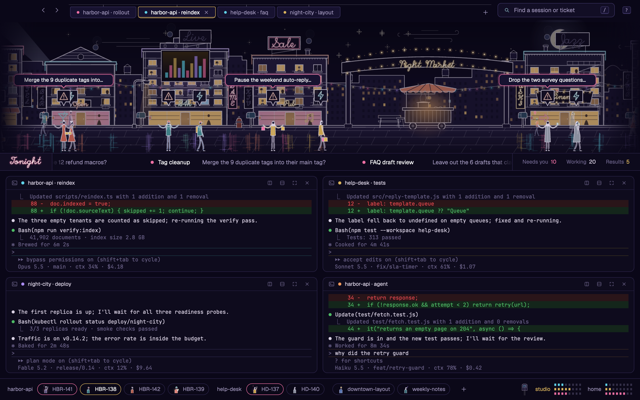 harbor-api · rollout
harbor-api · reindex
help-desk · faq
night-city · layout
Find a session or ticket
Live
Sale
Night Market
Jazz
Diner
Merge the 9 duplicate tags into…
Pause the weekend auto-reply…
Drop the two survey questions…
Tonight
12 refund macros?
Tag cleanup
Merge the 9 duplicate tags into their main tag?
FAQ draft review
Leave out the 6 drafts that
Needs you 10
Working 20
Results 5
harbor-api · reindex
Updated scripts/reindex.ts with 1 addition and 1 removal
88 - doc.indexed = true;
88 + if (!doc.sourceText) { skipped += 1; continue; }
The three empty tenants are counted as skipped, re-running the verify pass.
Bash(npm run verify:index)
41,902 documents · index size 2.8 GB
Brewed for 6m 2s
bypass permissions on (shift+tab to cycle)
Opus 5.5 · main · ctx 34% · $4.18
help-desk · tests
Updated src/reply-template.js with 1 addition and 1 removal
12 - label: template.queue
12 + label: template.queue ?? "Queue"
The label fell back to undefined on empty queues; fixed and re-running.
Bash(npm test --workspace help-desk)
Tests: 313 passed
Cooked for 4m 41s
accept edits on (shift+tab to cycle)
Sonnet 5.5 · fix/sla-timer · ctx 61% · $1.07
night-city · deploy
The first replica is up; I'll wait for all three readiness probes.
Bash(kubectl rollout status deploy/night-city)
3/3 replicas ready · smoke checks passed
Traffic is on v0.14.2; the error rate is inside the budget.
Baked for 2m 40s
plan mode on (shift+tab to cycle)
Fable 5.2 · release/0.14 · ctx 12% · $9.64
harbor-api · agent
34 - return response;
34 + if (!response.ok && attempt < 2) return retry(url);
Update(test/fetch.test.js)
Updated test/fetch.test.js with 1 addition and 0 removals
44 + it("returns an empty page on 204", async () => {
The guard is in and the new test passes; I'll wait for the review.
Worked for 0m 34s
why did the retry guard
? for shortcuts
Haiku 5.5 · feat/retry-guard · ctx 78% · $0.42
harbor-api
HBR-141
HBR-138
HBR-142
HBR-139
help-desk
HD-137
HD-140
downtown-layout
weekly-notes
studio
home